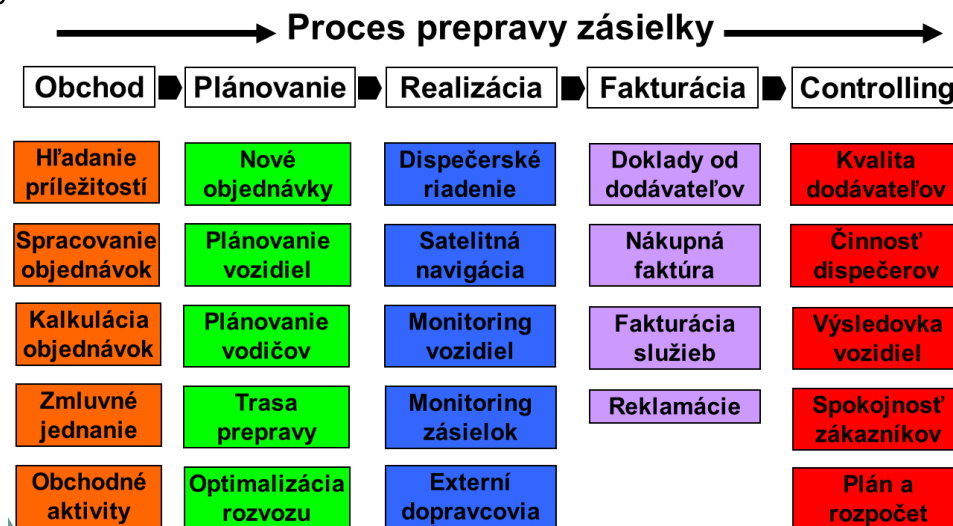 Proces prepravy zásielky
Obchod
Plánovanie
Realizácia
Fakturácia
Controlling
Hľadanie
príležitostí
Spracovanie
objednávok
Kalkulácia
objednávok
Zmluvné
jednanie
Obchodné
aktivity
Nové
objednávky
Plánovanie
vozidiel
Plánovanie
vodičov
Trasa
prepravy
Optimalizácia
rozvozu
Dispečerské
riadenie
Satelitná
navigácia
Monitoring
vozidiel
Monitoring
zásielok
Externí
dopravcovia
Doklady od
dodávateľov
Nákupná
faktúra
Fakturácia
služieb
Reklamácie
Kvalita
dodávateľov
Činnosť
dispečerov
Výsledovka
vozidiel
Spokojnosť
zákazníkov
Plán a
rozpočet